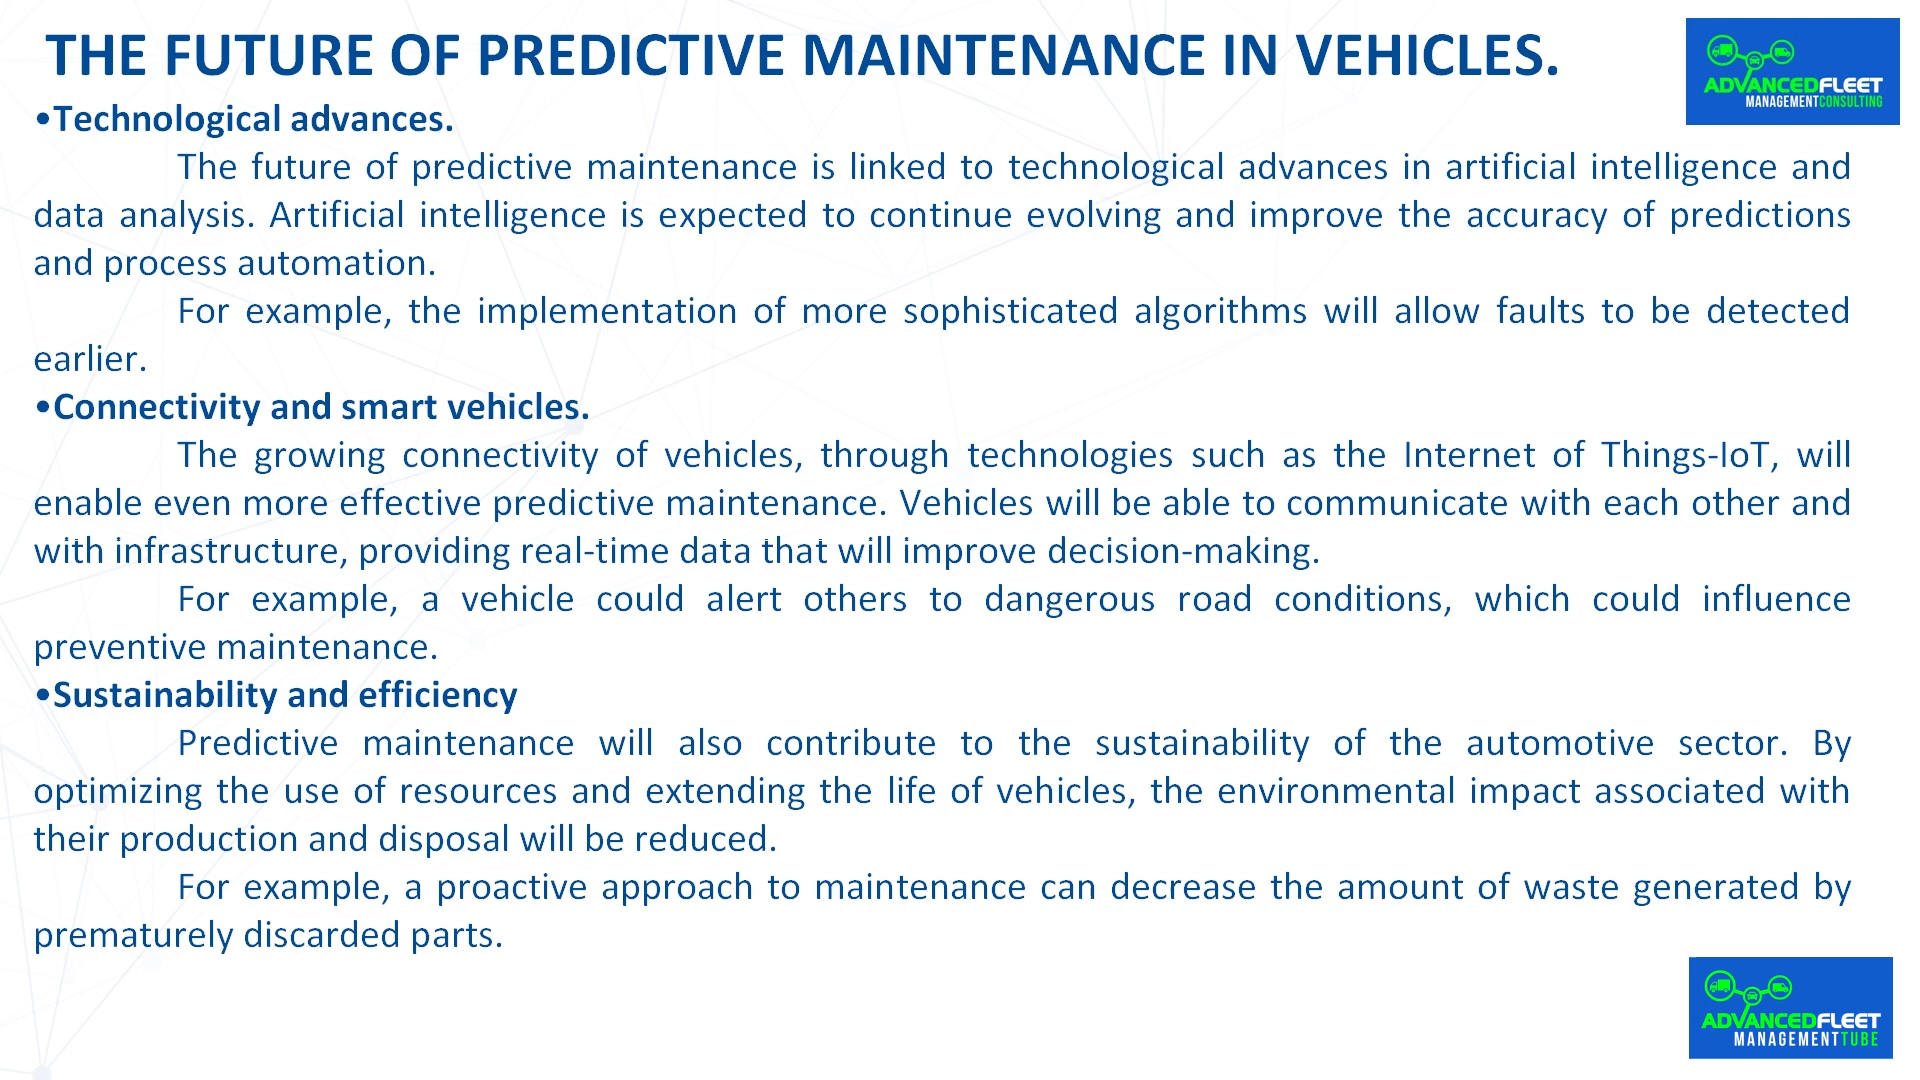 THE FUTURE OF PREDICTIVE MAINTENANCE IN VEHICLES.
ADVANCEDFLEET
MANAGEMENTCONSULTING
•Technological advances.
The future of predictive maintenance is linked to technological advances in artificial intelligence and
data analysis. Artificial intelligence is expected to continue evolving and improve the accuracy of predictions
and process automation.
For example, the implementation of more sophisticated algorithms will allow faults to be detected
earlier.
•Connectivity and smart vehicles.
The growing connectivity of vehicles, through technologies such as the Internet of Things-IoT, will
enable even more effective predictive maintenance. Vehicles will be able to communicate with each other and
with infrastructure, providing real-time data that will improve decision-making.
For example, a vehicle could alert others to dangerous road conditions, which could influence
preventive maintenance.
•Sustainability and efficiency
Predictive maintenance will also contribute to the sustainability of the automotive sector. By
optimizing the use of resources and extending the life of vehicles, the environmental impact associated with
their production and disposal will be reduced.
For example, a proactive approach to maintenance can decrease the amount of waste generated by
prematurely discarded parts.
ADVANCEDFLEET
MANAGEMENTTUBE